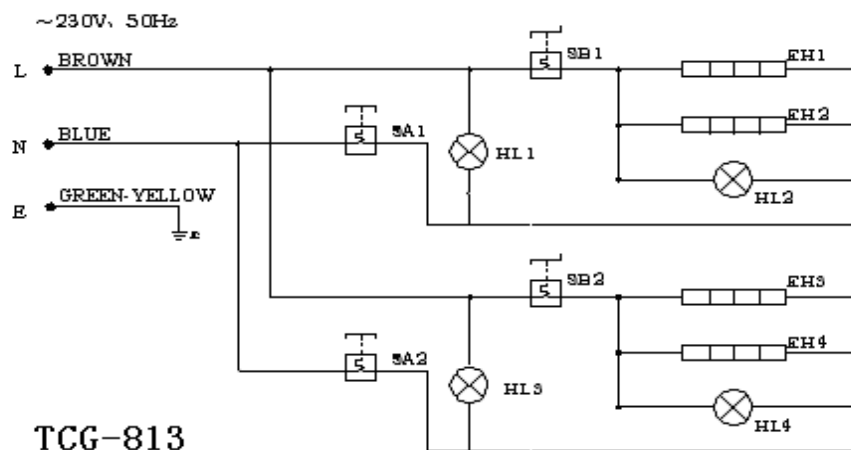 ~230V、50Hz
L BROWN SB1 EH1
EH2
N BLUE SA1 HL1
HL2
E GREEN-YELLOW
SB2 EH3
EH4
SA2 HL3
HL4
TCG-813